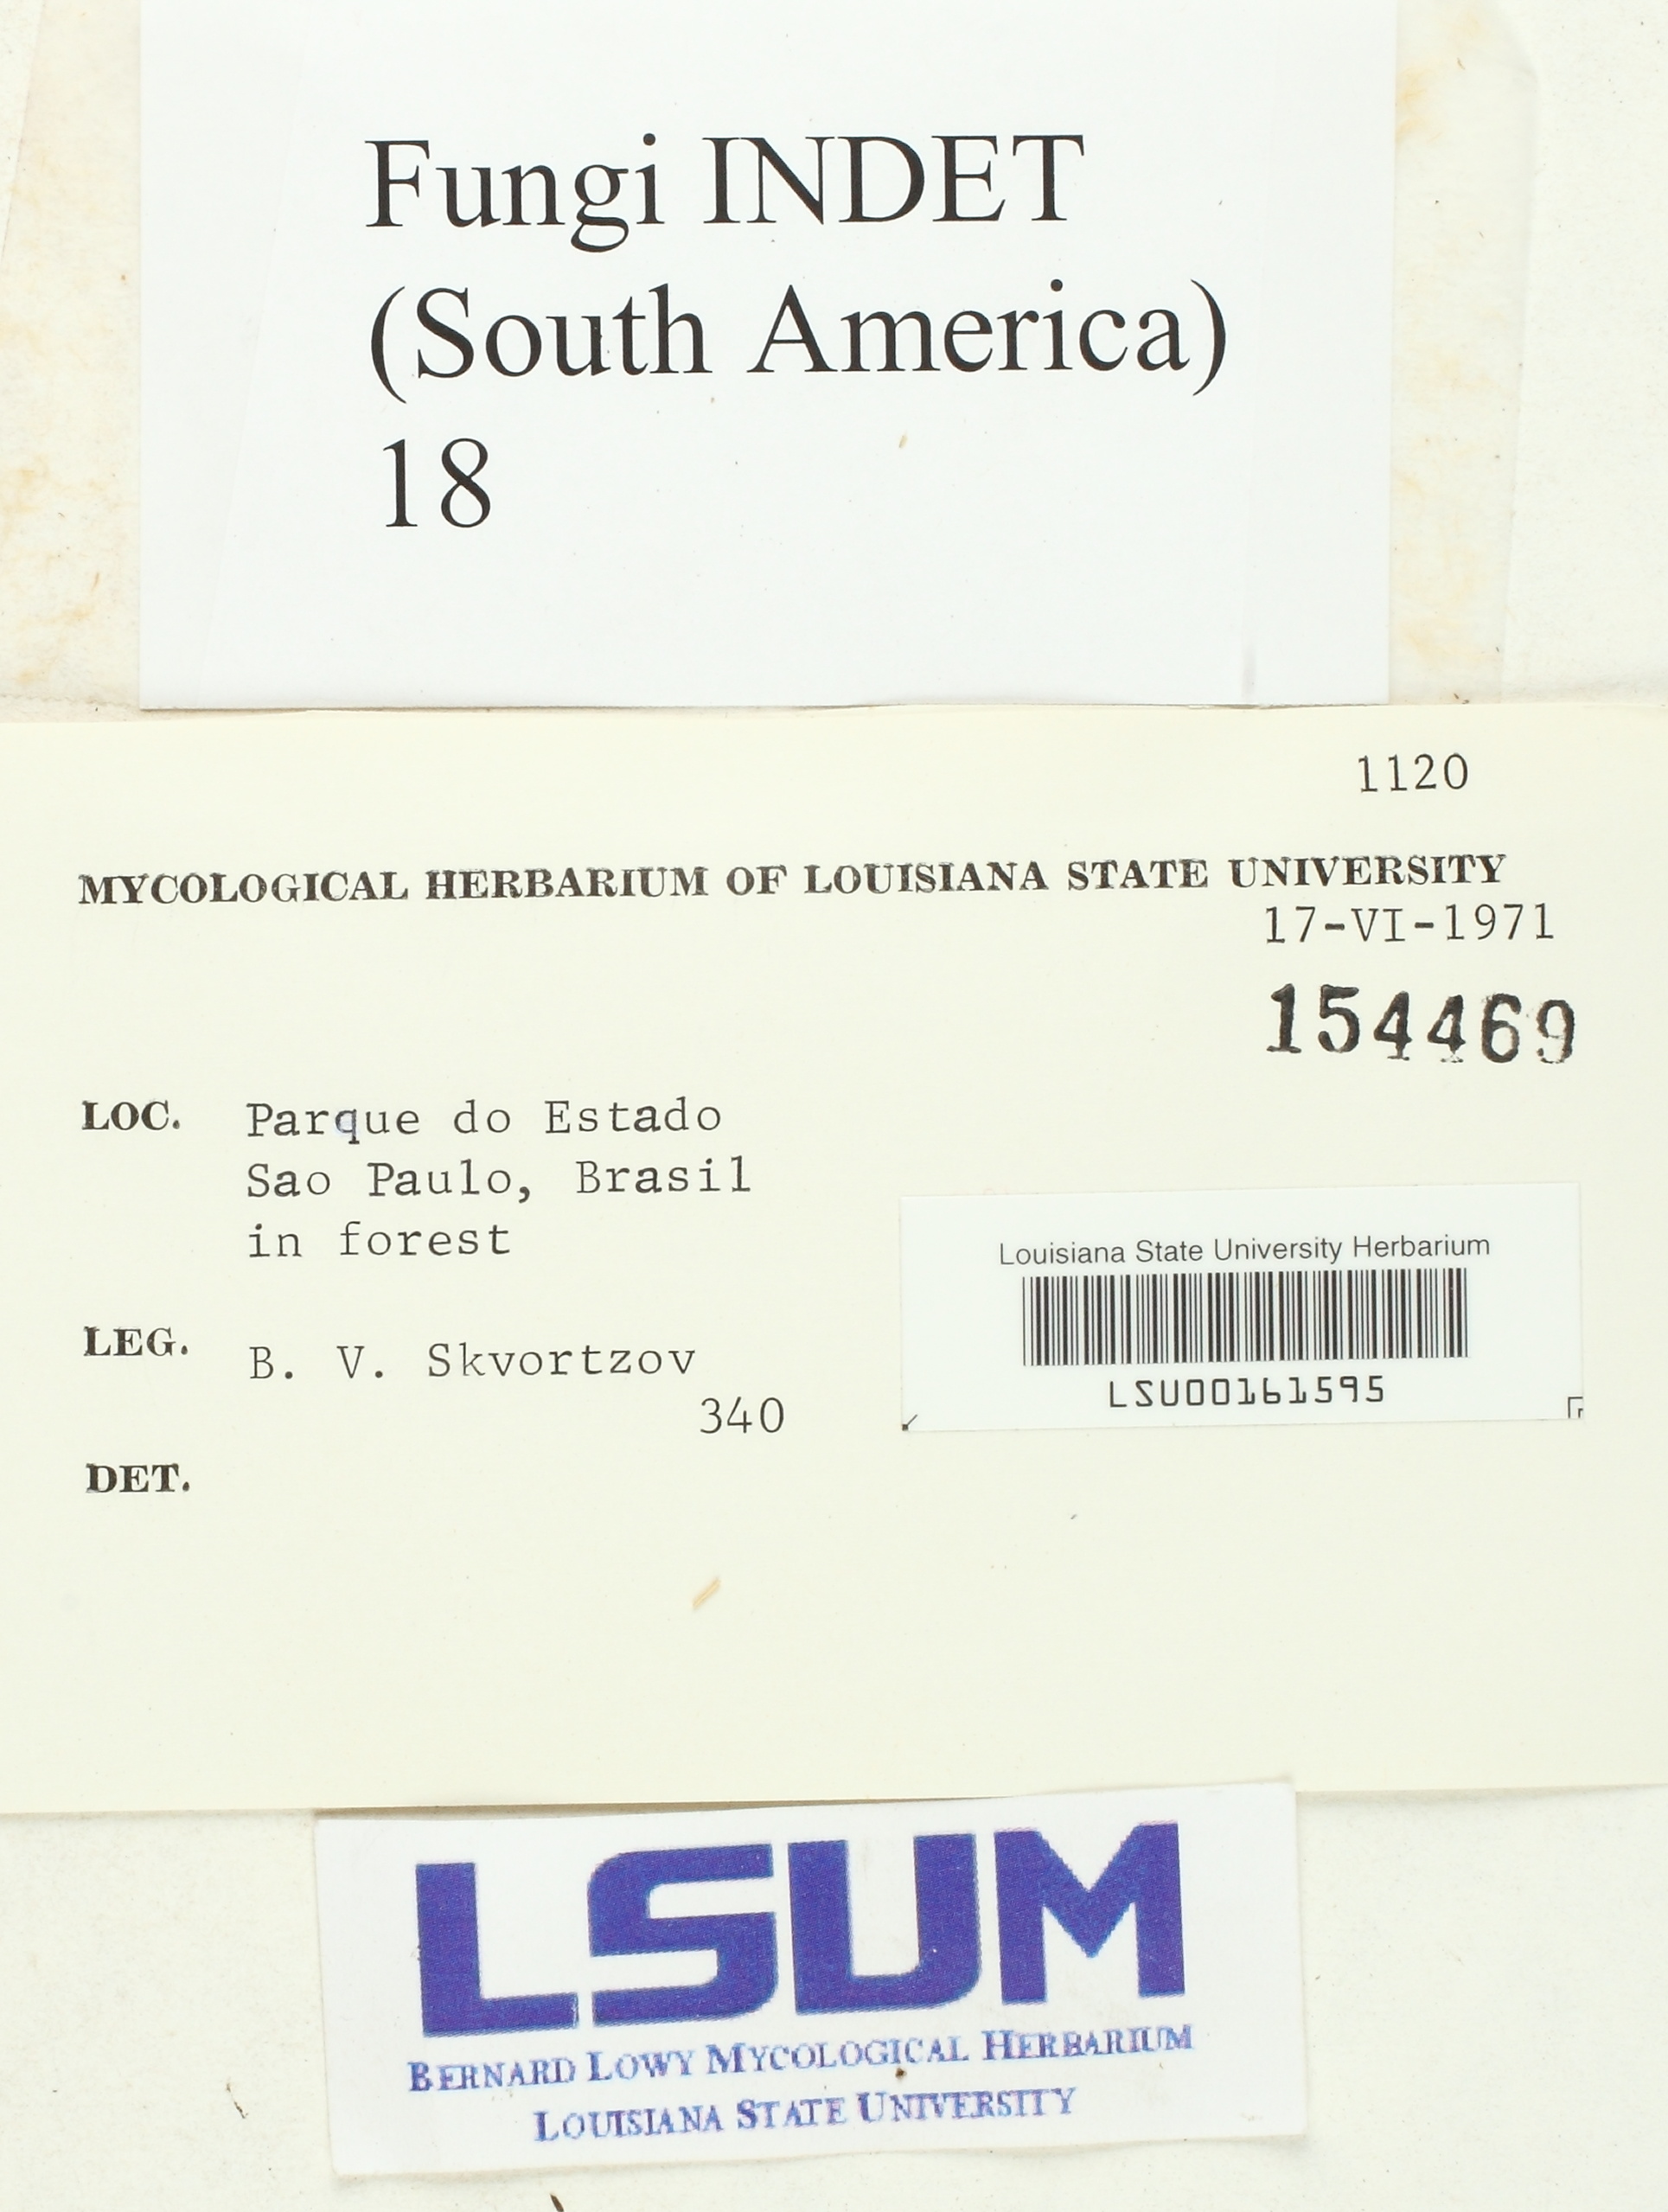 Fungi INDET
(South America)
18
1120
MYCOLOGICAL HERBARIUM OF LOUISIANA STATE UNIVERSITY
17-VI-1971
154469
LOC. Parque do Estado
Sao Paulo, Brasil
in forest
Louisiana State University Herbarium
LSU00161595
LEG. B. V. Skvortzov
340
DET.
LSUM
BERNARD LOWY MYCOLOGICAL HERBARIUM
LOUISIANA STATE UNIVERSITY